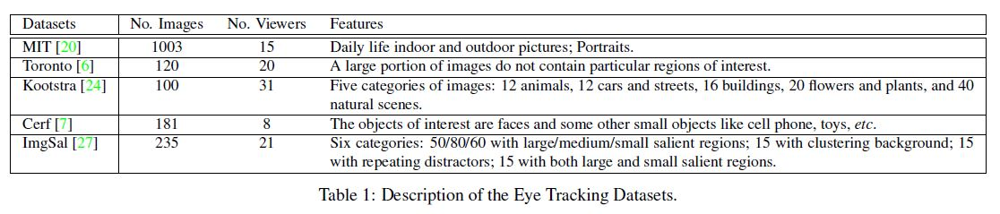 Datasets No. Images No. Viewers Features
MIT [20] 1003 15 Daily life indoor and outdoor pictures; Portraits.
Toronto [6] 120 20 A large portion of images do not contain particular regions of interest.
Kootstra [24] 100 31 Five categories of images: 12 animals, 12 cars and streets, 16 buildings, 20 flowers and plants, and 40
natural scenes.
Cerf [7] 181 8 The objects of interest are faces and some other small objects like cell phone, toys, etc.
ImgSal [27] 235 21 Six categories: 50/80/60 with large/medium/small salient regions; 15 with clustering background; 15
with repeating distractors; 15 with both large and small salient regions.
Table 1: Description of the Eye Tracking Datasets.